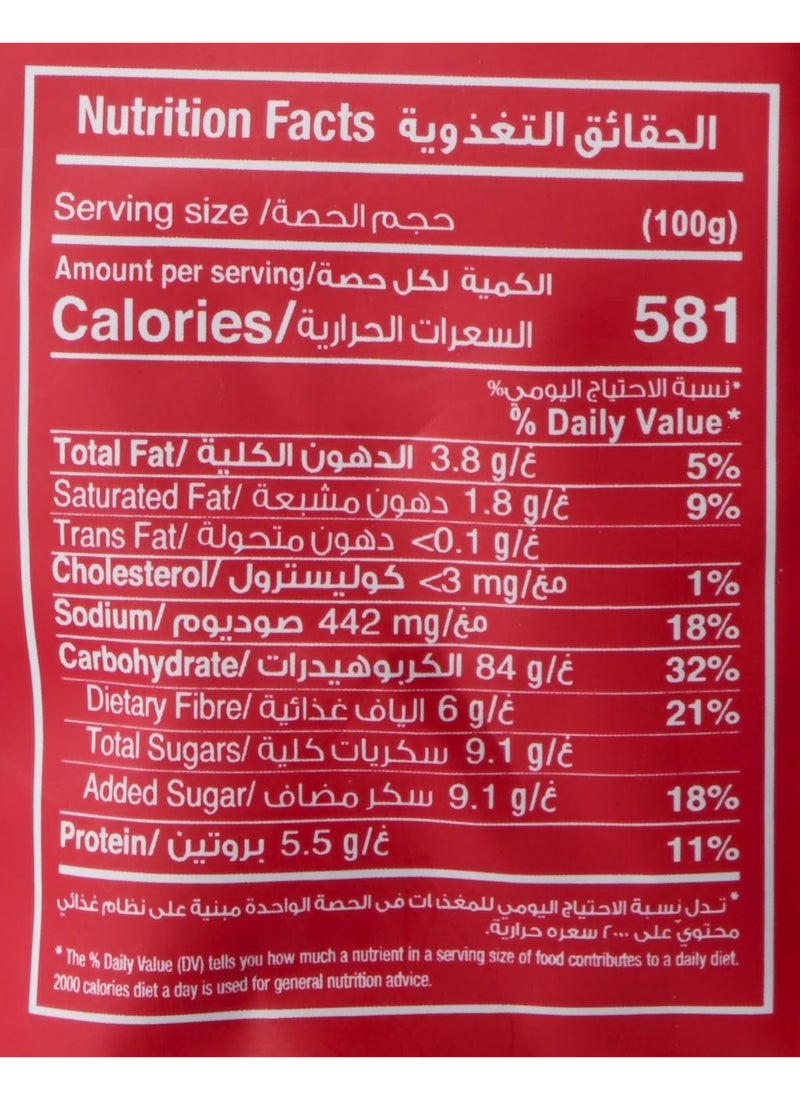 Nutrition Facts الحقائق التغذوية
Serving size /حجم الحصة (100g)
Amount per serving/الكمية لكل حصة
Calories/السعرات الحرارية 581
*نسبة الاحتياج اليومي%
% Daily Value*
Total Fat/ الدهون الكلية 3.8 g/غ 5%
Saturated Fat/ دهون مشبعة 1.8 g/غ 9%
Trans Fat/ دهون متحولة <0.1 g/غ
Cholesterol/ كوليسترول <3 mg/مغ 1%
Sodium/ صوديوم 442 mg/مغ 18%
Carbohydrate/ الكربوهيدرات 84 g/غ 32%
Dietary Fibre/ الياف غذائية 6 g/غ 21%
Total Sugars/ سكريات كلية 9.1 g/غ
Added Sugar/ سكر مضاف 9.1 g/غ 18%
Protein/ بروتين 5.5 g/غ 11%
*تدل نسبة الاحتياج اليومي للمغذات في الحصة الواحدة مبنية على نظام غذائي
محتوي على ٢٠٠٠ سعره حرارية.
* The % Daily Value (DV) tells you how much a nutrient in a serving size of food contributes to a daily diet.
2000 calories diet a day is used for general nutrition advice.